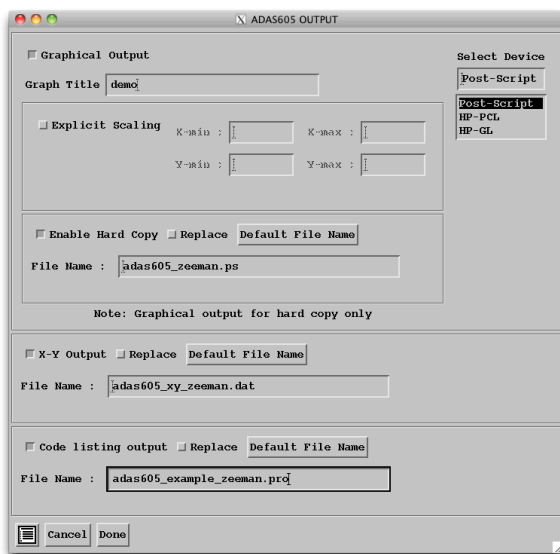 ADAS605 OUTPUT
Graphical Output
Graph Title demo
Select Device
Post-Script
Post-Script
HP-PCL
HP-GL
Explicit Scaling
X-min : X-max :
Y-min : Y-max :
Enable Hard Copy Replace Default File Name
File Name : adas605_zeeman.ps
Note: Graphical output for hard copy only
X-Y Output Replace Default File Name
File Name : adas605_xy_zeeman.dat
Code listing output Replace Default File Name
File Name : adas605_example_zeeman.pro
Cancel Done